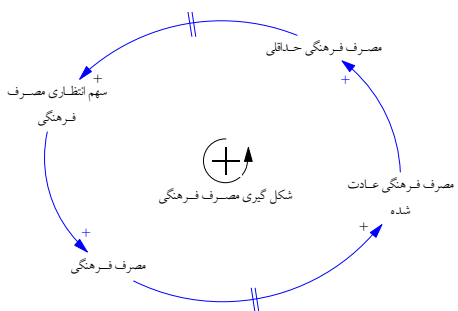 مصرف فرهنگی حداقلی
+
+
سهم انتظاری مصرف
فرهنگی
شکل گیری مصرف فرهنگی
مصرف فرهنگی عادت
شده
+
+
مصرف فرهنگی